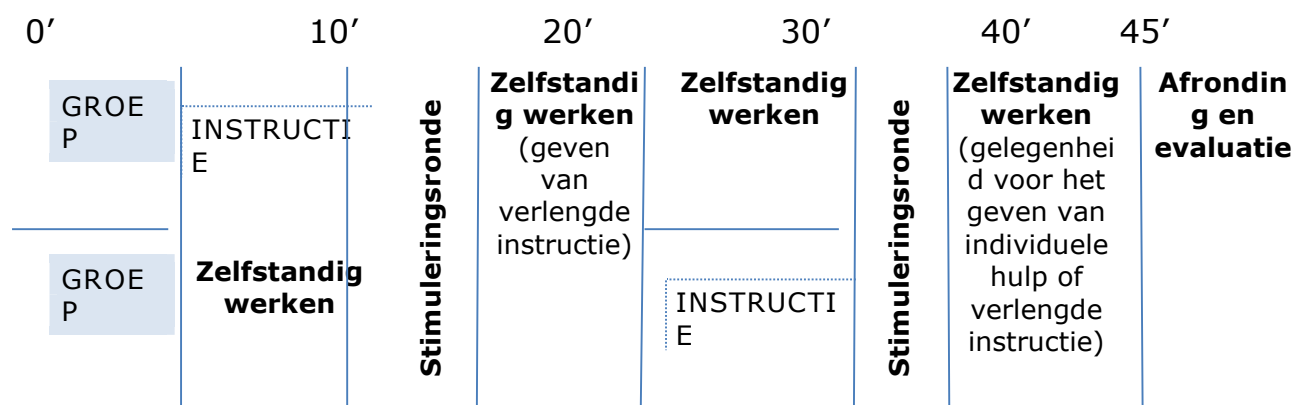 0′ 10′ 20′ 30′ 40′ 45′
GROE
P
INSTRUCTI
E
Stimuleringsronde
Zelfstandi
g werken
(geven
van
verlengde
instructie)
Zelfstandig
werken
Stimuleringsronde
Zelfstandig
werken
(gelegenhei
d voor het
geven van
individuele
hulp of
verlengde
instructie)
Afrondin
g en
evaluatie
GROE
P
Zelfstandig
werken
INSTRUCTI
E